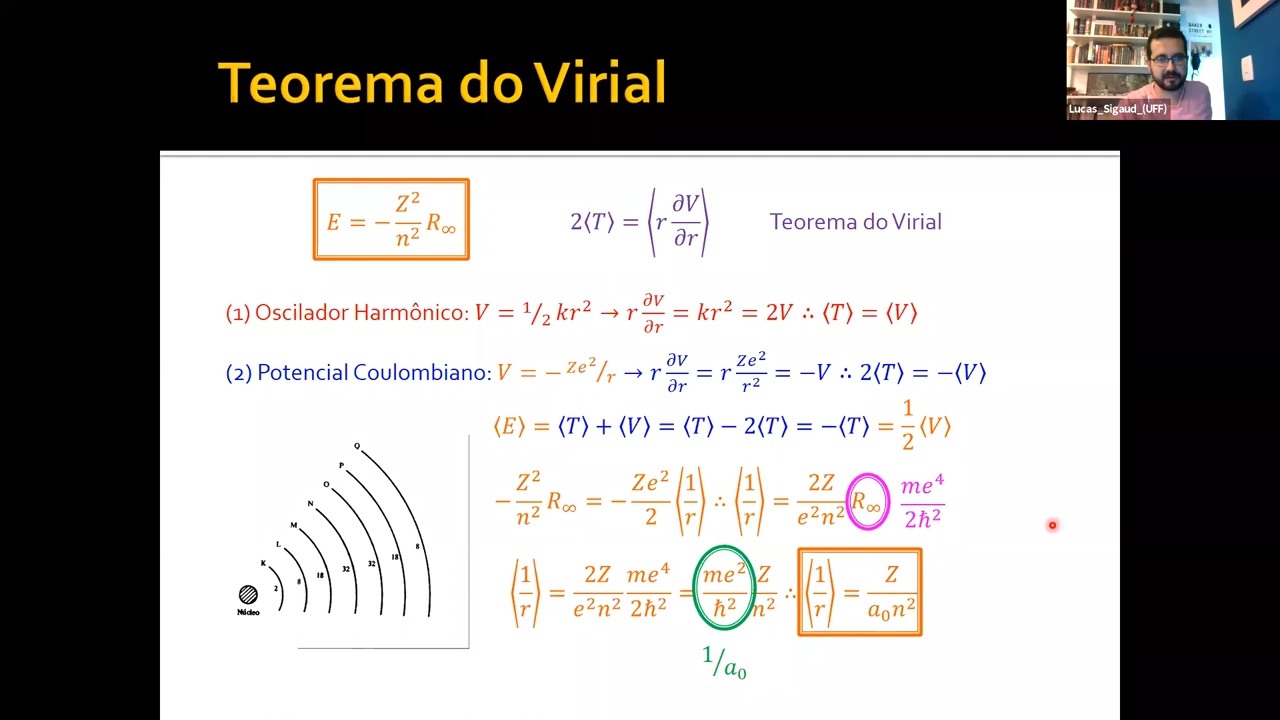 Teorema do Virial
BAKER
STREET
Lucas_Sigaud_(UFF)
E = − Z²/n² R∞
2⟨T⟩ = ⟨r ∂V/∂r⟩ Teorema do Virial
(1) Oscilador Harmônico: V = 1/2 kr² → r ∂V/∂r = kr² = 2V ∴ ⟨T⟩ = ⟨V⟩
(2) Potencial Coulombiano: V = − Ze²/r → r ∂V/∂r = r Ze²/r² = −V ∴ 2⟨T⟩ = −⟨V⟩
⟨E⟩ = ⟨T⟩ + ⟨V⟩ = ⟨T⟩ − 2⟨T⟩ = −⟨T⟩ = 1/2 ⟨V⟩
− Z²/n² R∞ = − Ze²/2 ⟨1/r⟩ ∴ ⟨1/r⟩ = 2Z/e²n² R∞ me⁴/2ℏ²
⟨1/r⟩ = 2Z/e²n² me⁴/2ℏ² = me²/ℏ² Z/n² ∴ ⟨1/r⟩ = Z/a₀n²
1/a₀
Q
P
O
N
M
L
K
2
8
18
32
32
18
8
Núcleo